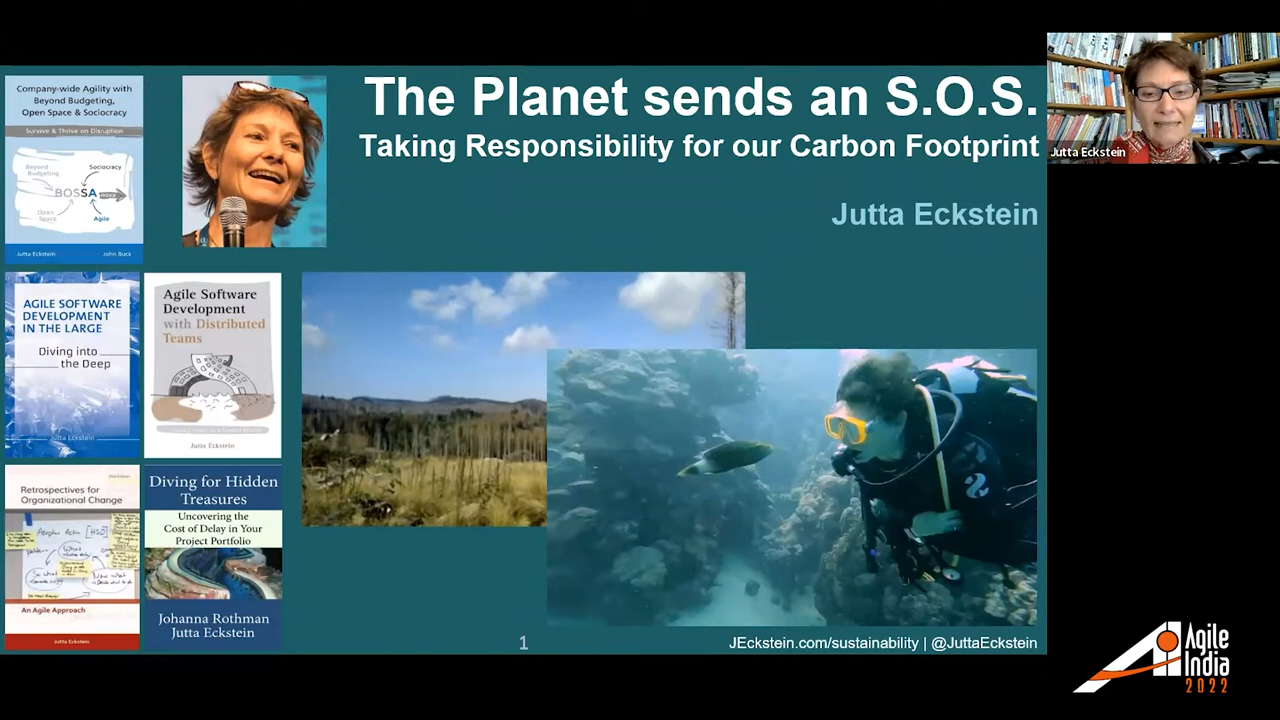 The Planet sends an S.O.S.
Taking Responsibility for our Carbon Footprint
Jutta Eckstein
Company-wide Agility with
Beyond Budgeting,
Open Space & Sociocracy
Survive & Thrive on Disruption
Beyond
Budgeting
Sociocracy
BOSSA nova
Open
Space
Agile
Jutta Eckstein
John Buck
AGILE SOFTWARE
DEVELOPMENT
IN THE LARGE
Diving into
the Deep
Jutta Eckstein
Agile Software
Development
with Distributed
Teams
Jutta Eckstein
Retrospectives for
Organizational Change
An Agile Approach
Jutta Eckstein
Diving for Hidden
Treasures
Uncovering the
Cost of Delay in Your
Project Portfolio
Johanna Rothman
Jutta Eckstein
1
JEckstein.com/sustainability | @JuttaEckstein
Jutta Eckstein
Agile
India
2022